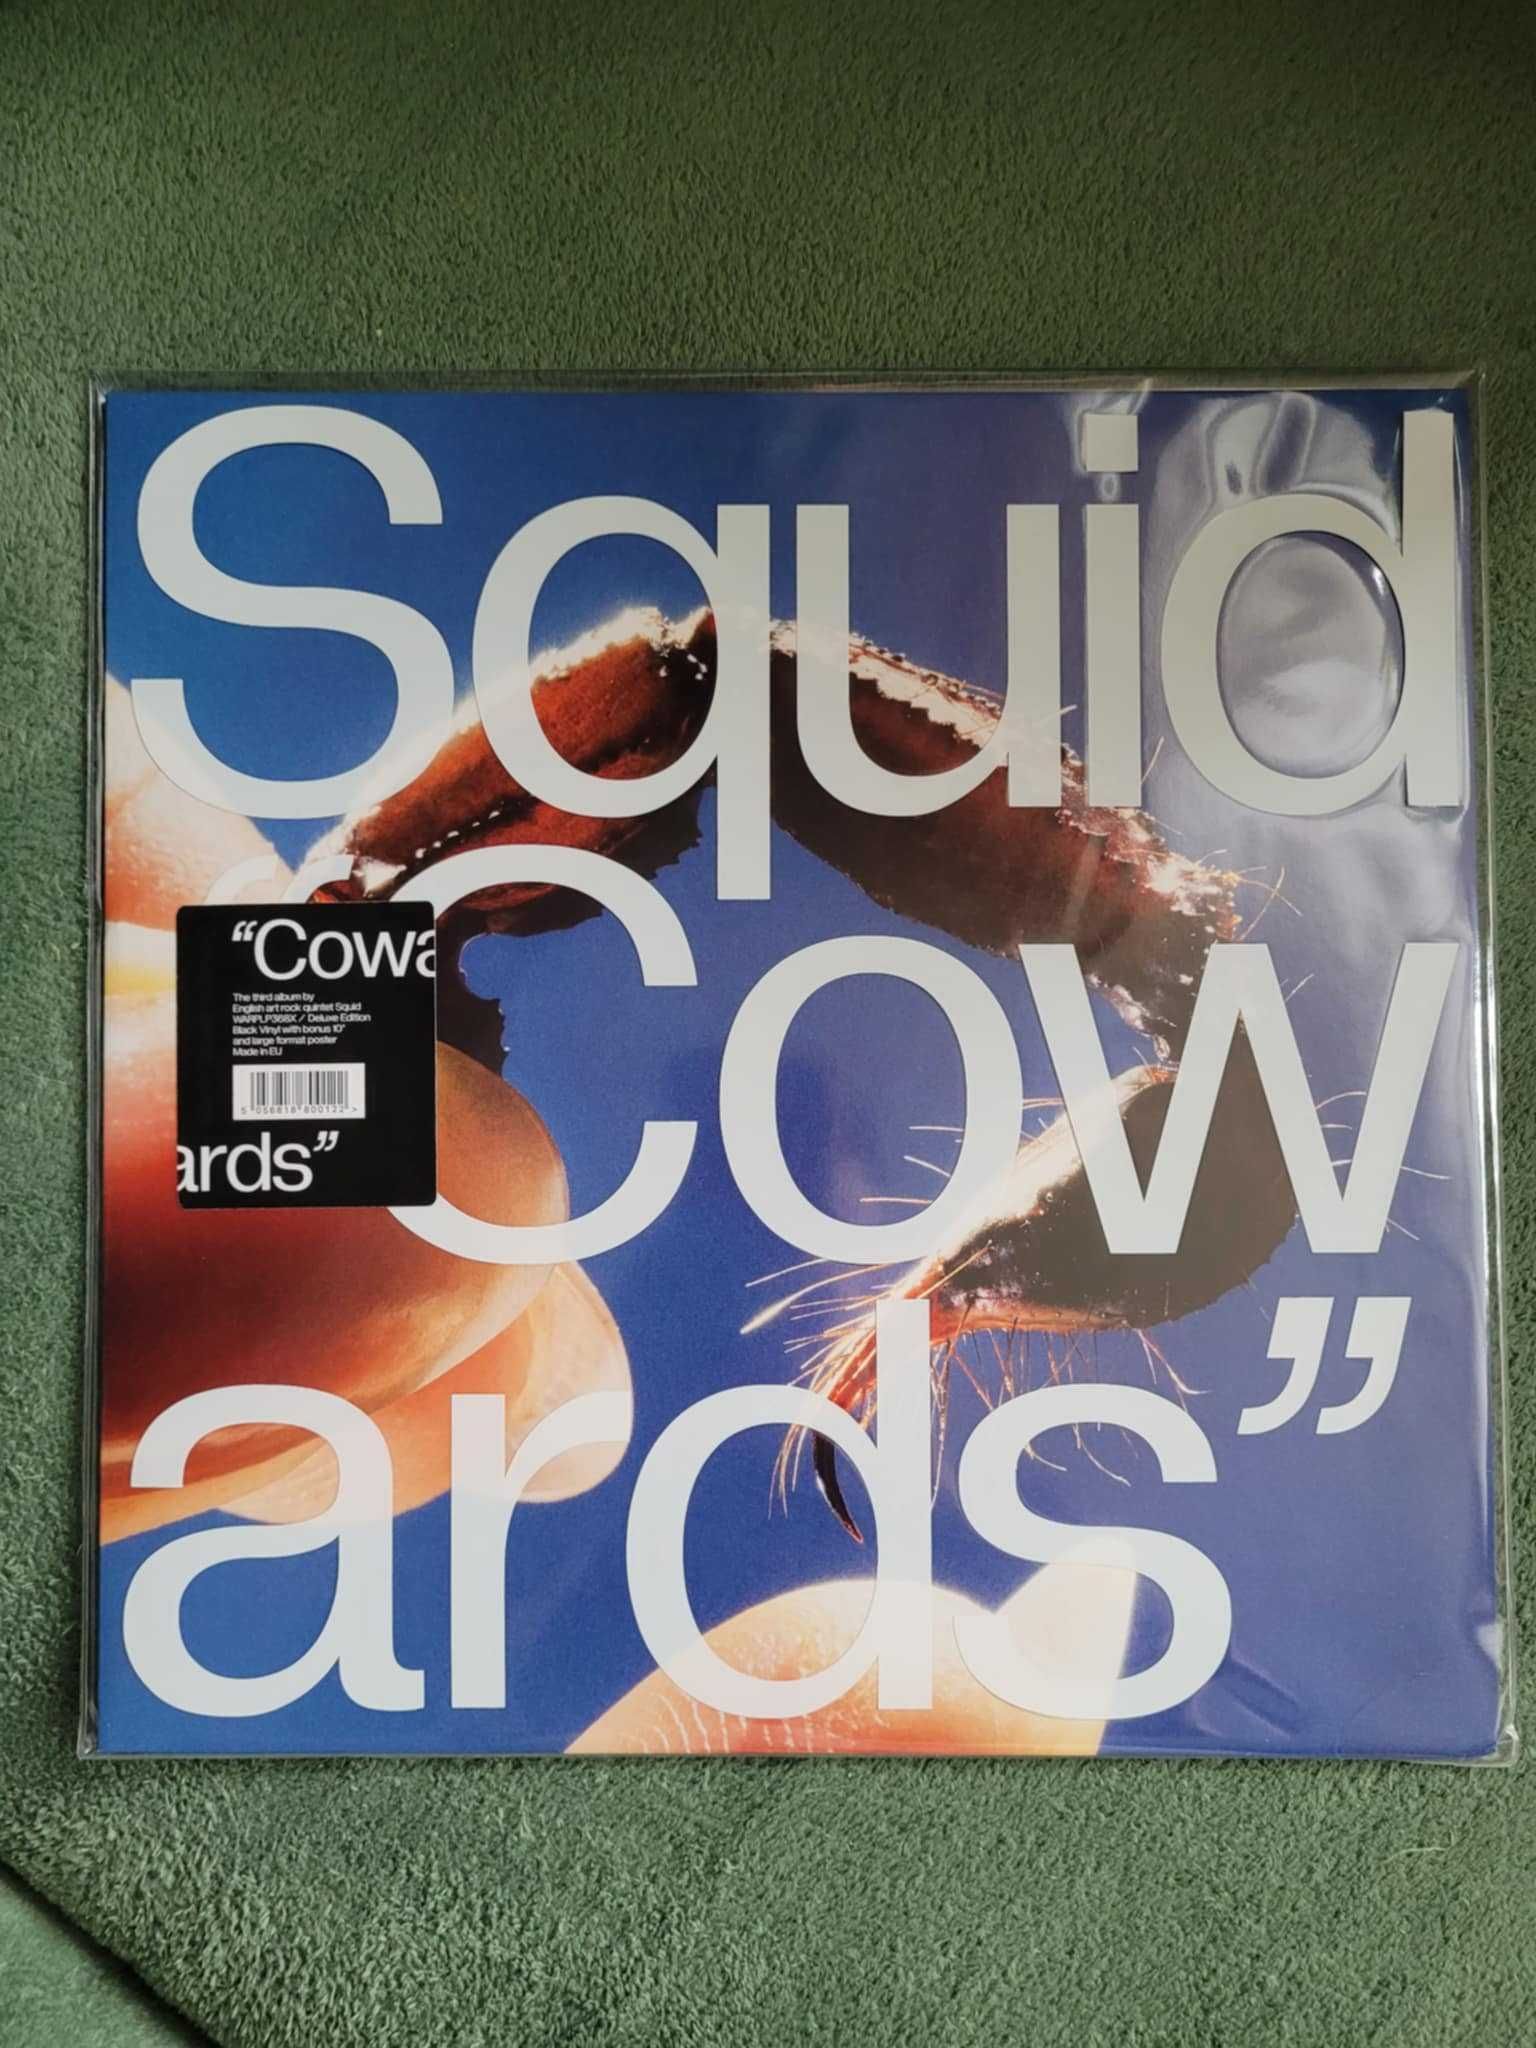 Squid
“Cow
ards”
“Cowa
The third album by
English art rock quintet Squid
WARPLP368X / Deluxe Edition
Black Vinyl with bonus 10"
and large format poster
Made in EU
5 056818 800122 >
ards”